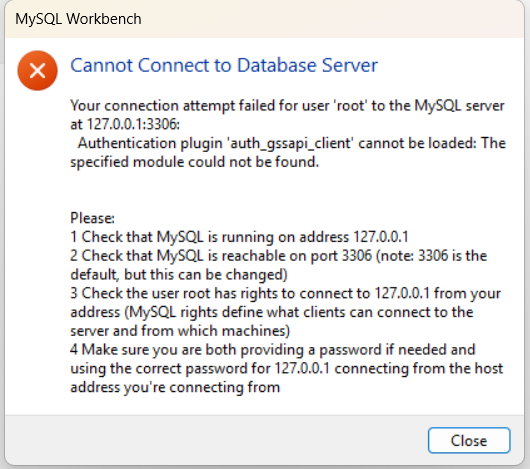 MySQL Workbench
Cannot Connect to Database Server
Your connection attempt failed for user 'root' to the MySQL server
at 127.0.0.1:3306:
Authentication plugin 'auth_gssapi_client' cannot be loaded: The
specified module could not be found.
Please:
1 Check that MySQL is running on address 127.0.0.1
2 Check that MySQL is reachable on port 3306 (note: 3306 is the
default, but this can be changed)
3 Check the user root has rights to connect to 127.0.0.1 from your
address (MySQL rights define what clients can connect to the
server and from which machines)
4 Make sure you are both providing a password if needed and
using the correct password for 127.0.0.1 connecting from the host
address you're connecting from
Close